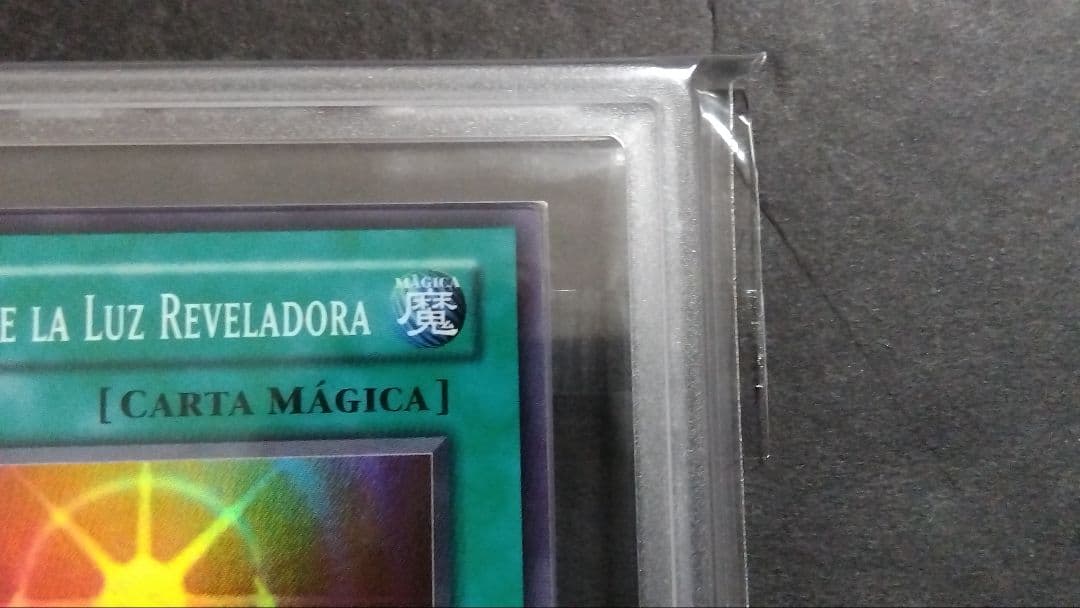 MÁGICA
魔
E LA LUZ REVELADORA
[CARTA MÁGICA]